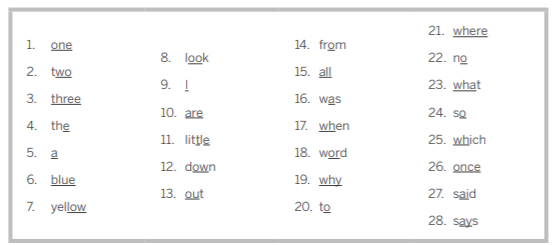 1. one
2. two
3. three
4. the
5. a
6. blue
7. yellow
8. look
9. I
10. are
11. little
12. down
13. out
14. from
15. all
16. was
17. when
18. word
19. why
20. to
21. where
22. no
23. what
24. so
25. which
26. once
27. said
28. says